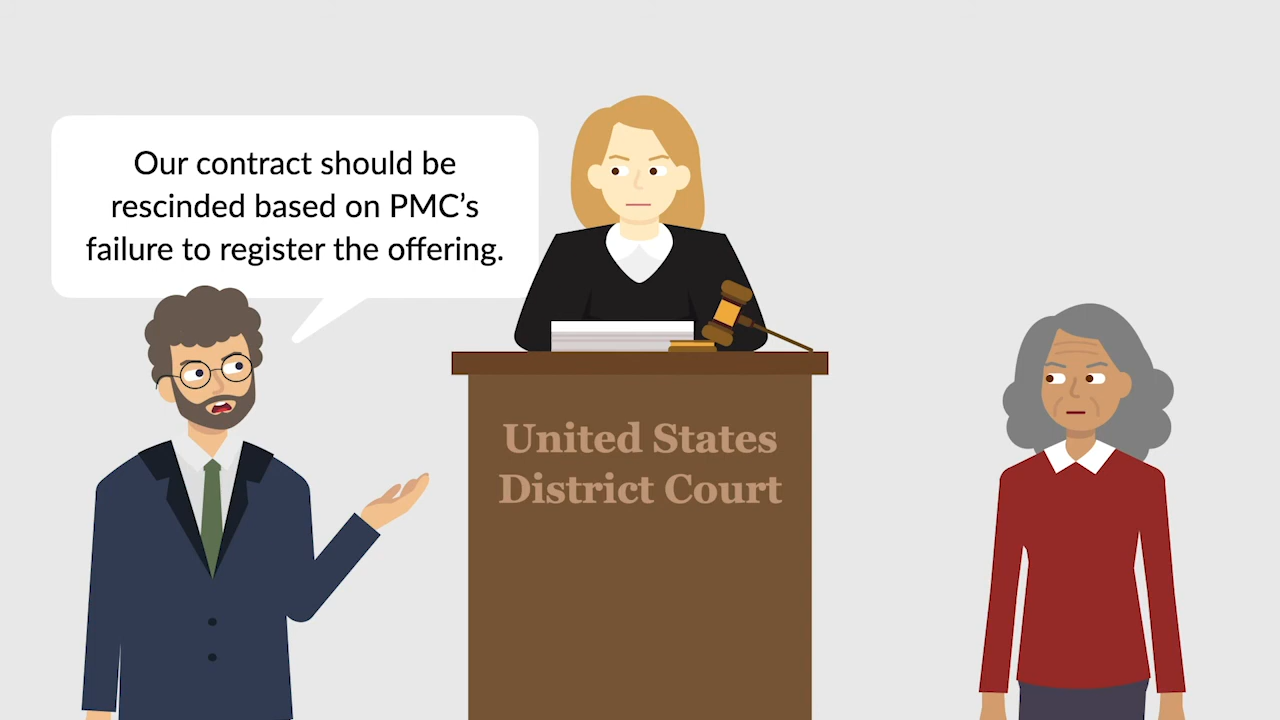 Our contract should be
rescinded based on PMC’s
failure to register the offering.
United States
District Court